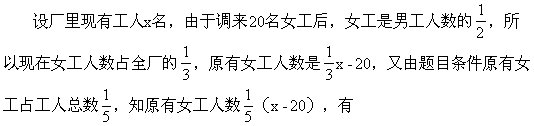 设厂里现有工人x名，由于调来20名女工后，女工是男工人数的1/2，所
以现在女工人数占全厂的1/3，原有女工人数是1/3x-20，又由题目条件原有女
工占工人总数1/5，知原有女工人数1/5（x-20），有